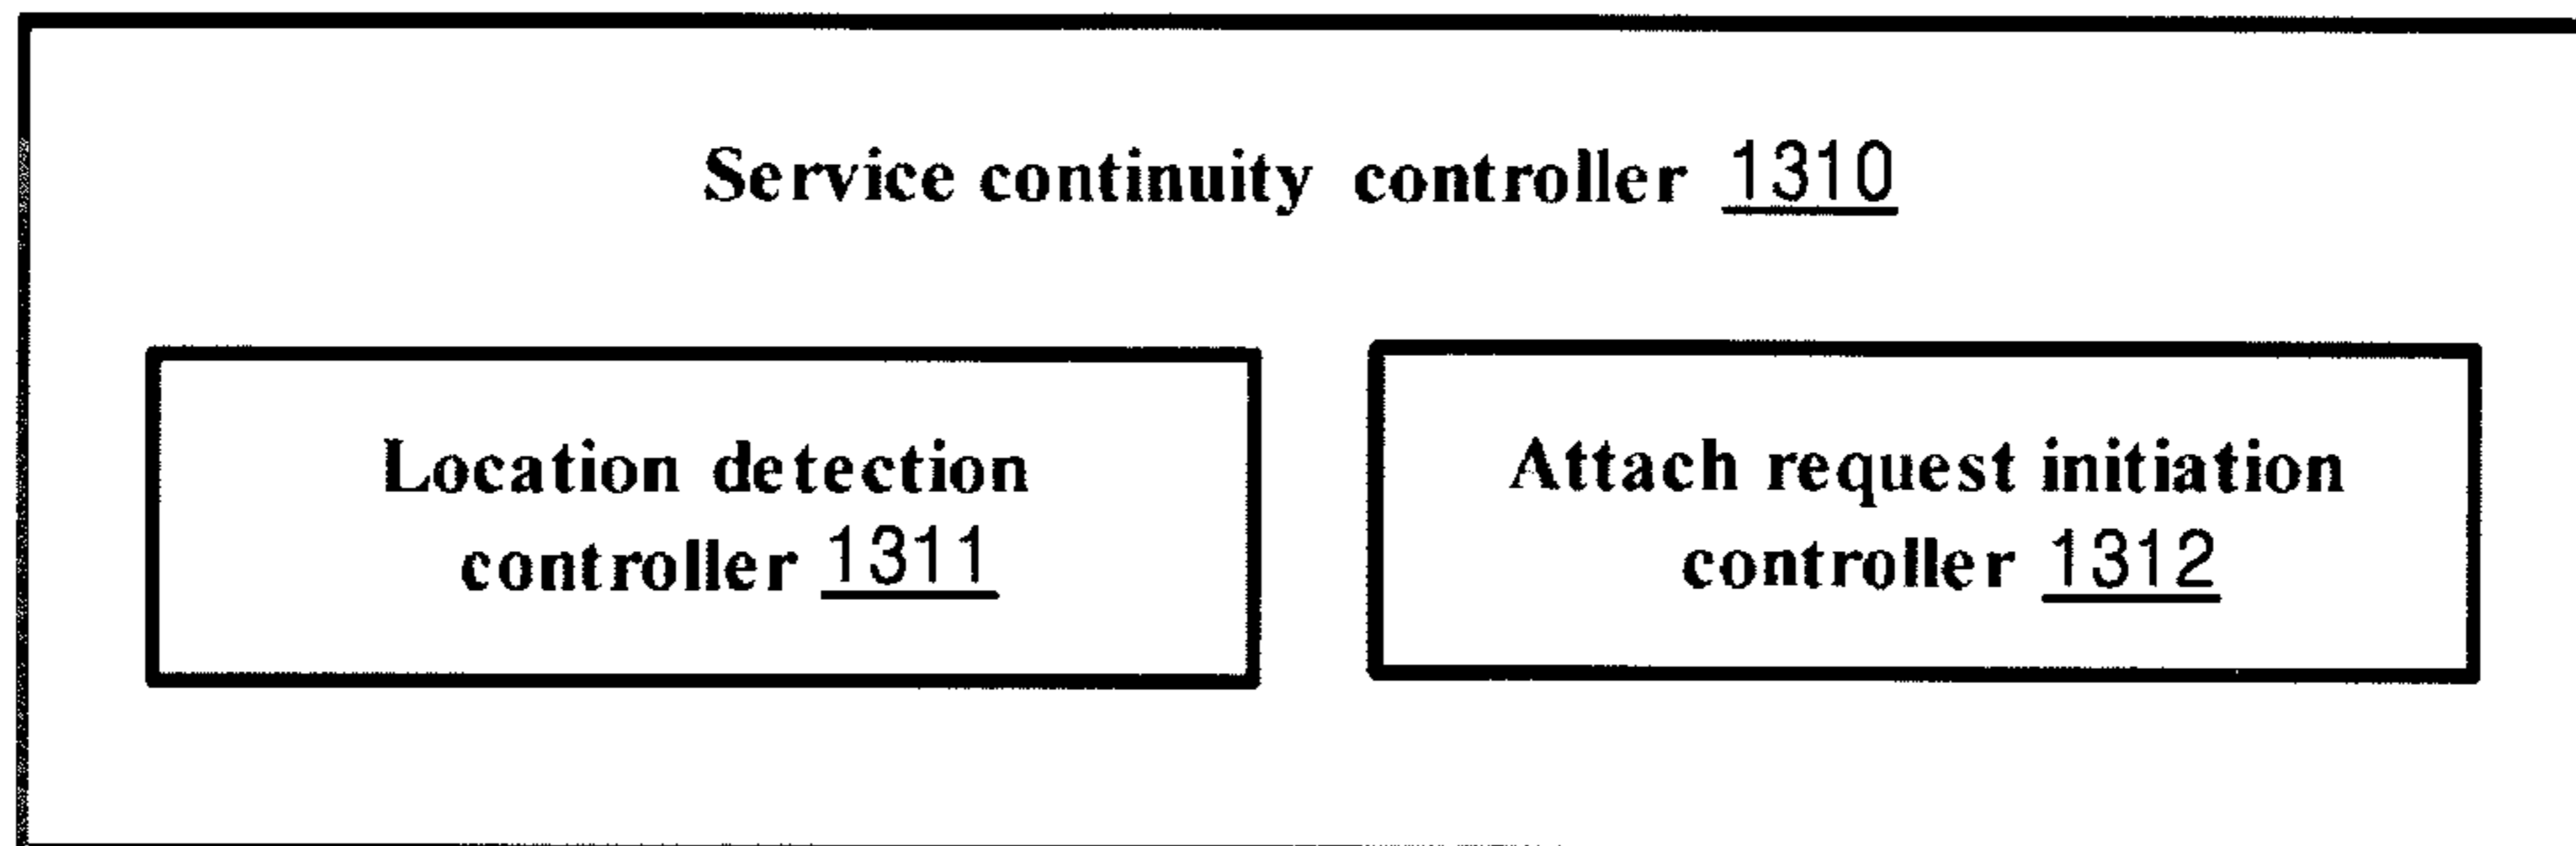 Service continuity controller 1310
Location detection
controller 1311
Attach request initiation
controller 1312